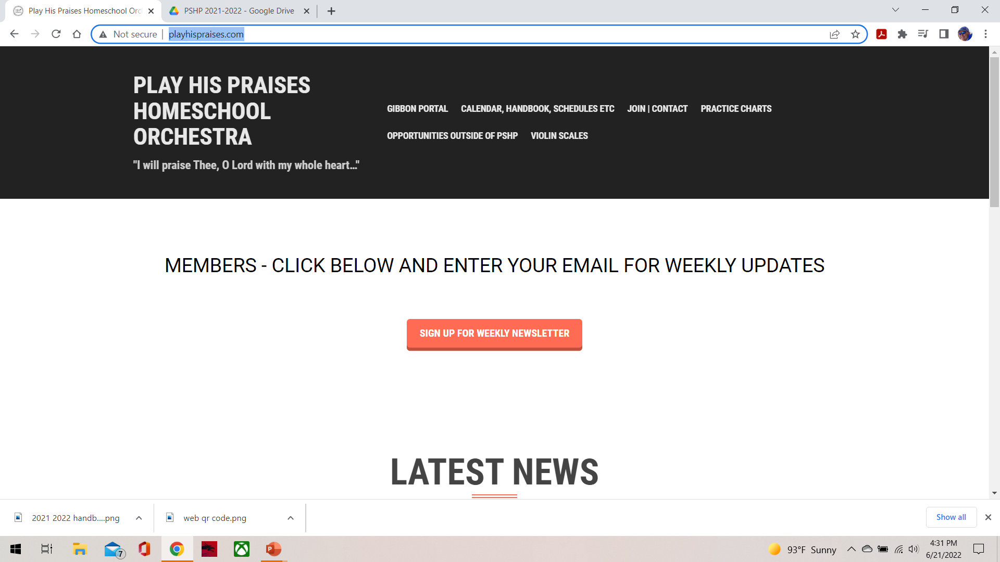 Play His Praises Homeschool Orc
PSHP 2021-2022 - Google Drive
Not secure
playhispraises.com
PLAY HIS PRAISES
HOMESCHOOL
ORCHESTRA
"I will praise Thee, O Lord with my whole heart…"
GIBBON PORTAL
CALENDAR, HANDBOOK, SCHEDULES ETC
JOIN | CONTACT
PRACTICE CHARTS
OPPORTUNITIES OUTSIDE OF PSHP
VIOLIN SCALES
MEMBERS - CLICK BELOW AND ENTER YOUR EMAIL FOR WEEKLY UPDATES
SIGN UP FOR WEEKLY NEWSLETTER
LATEST NEWS
2021 2022 handb....png
web qr code.png
Show all
7
P
93°F Sunny
4:31 PM
6/21/2022